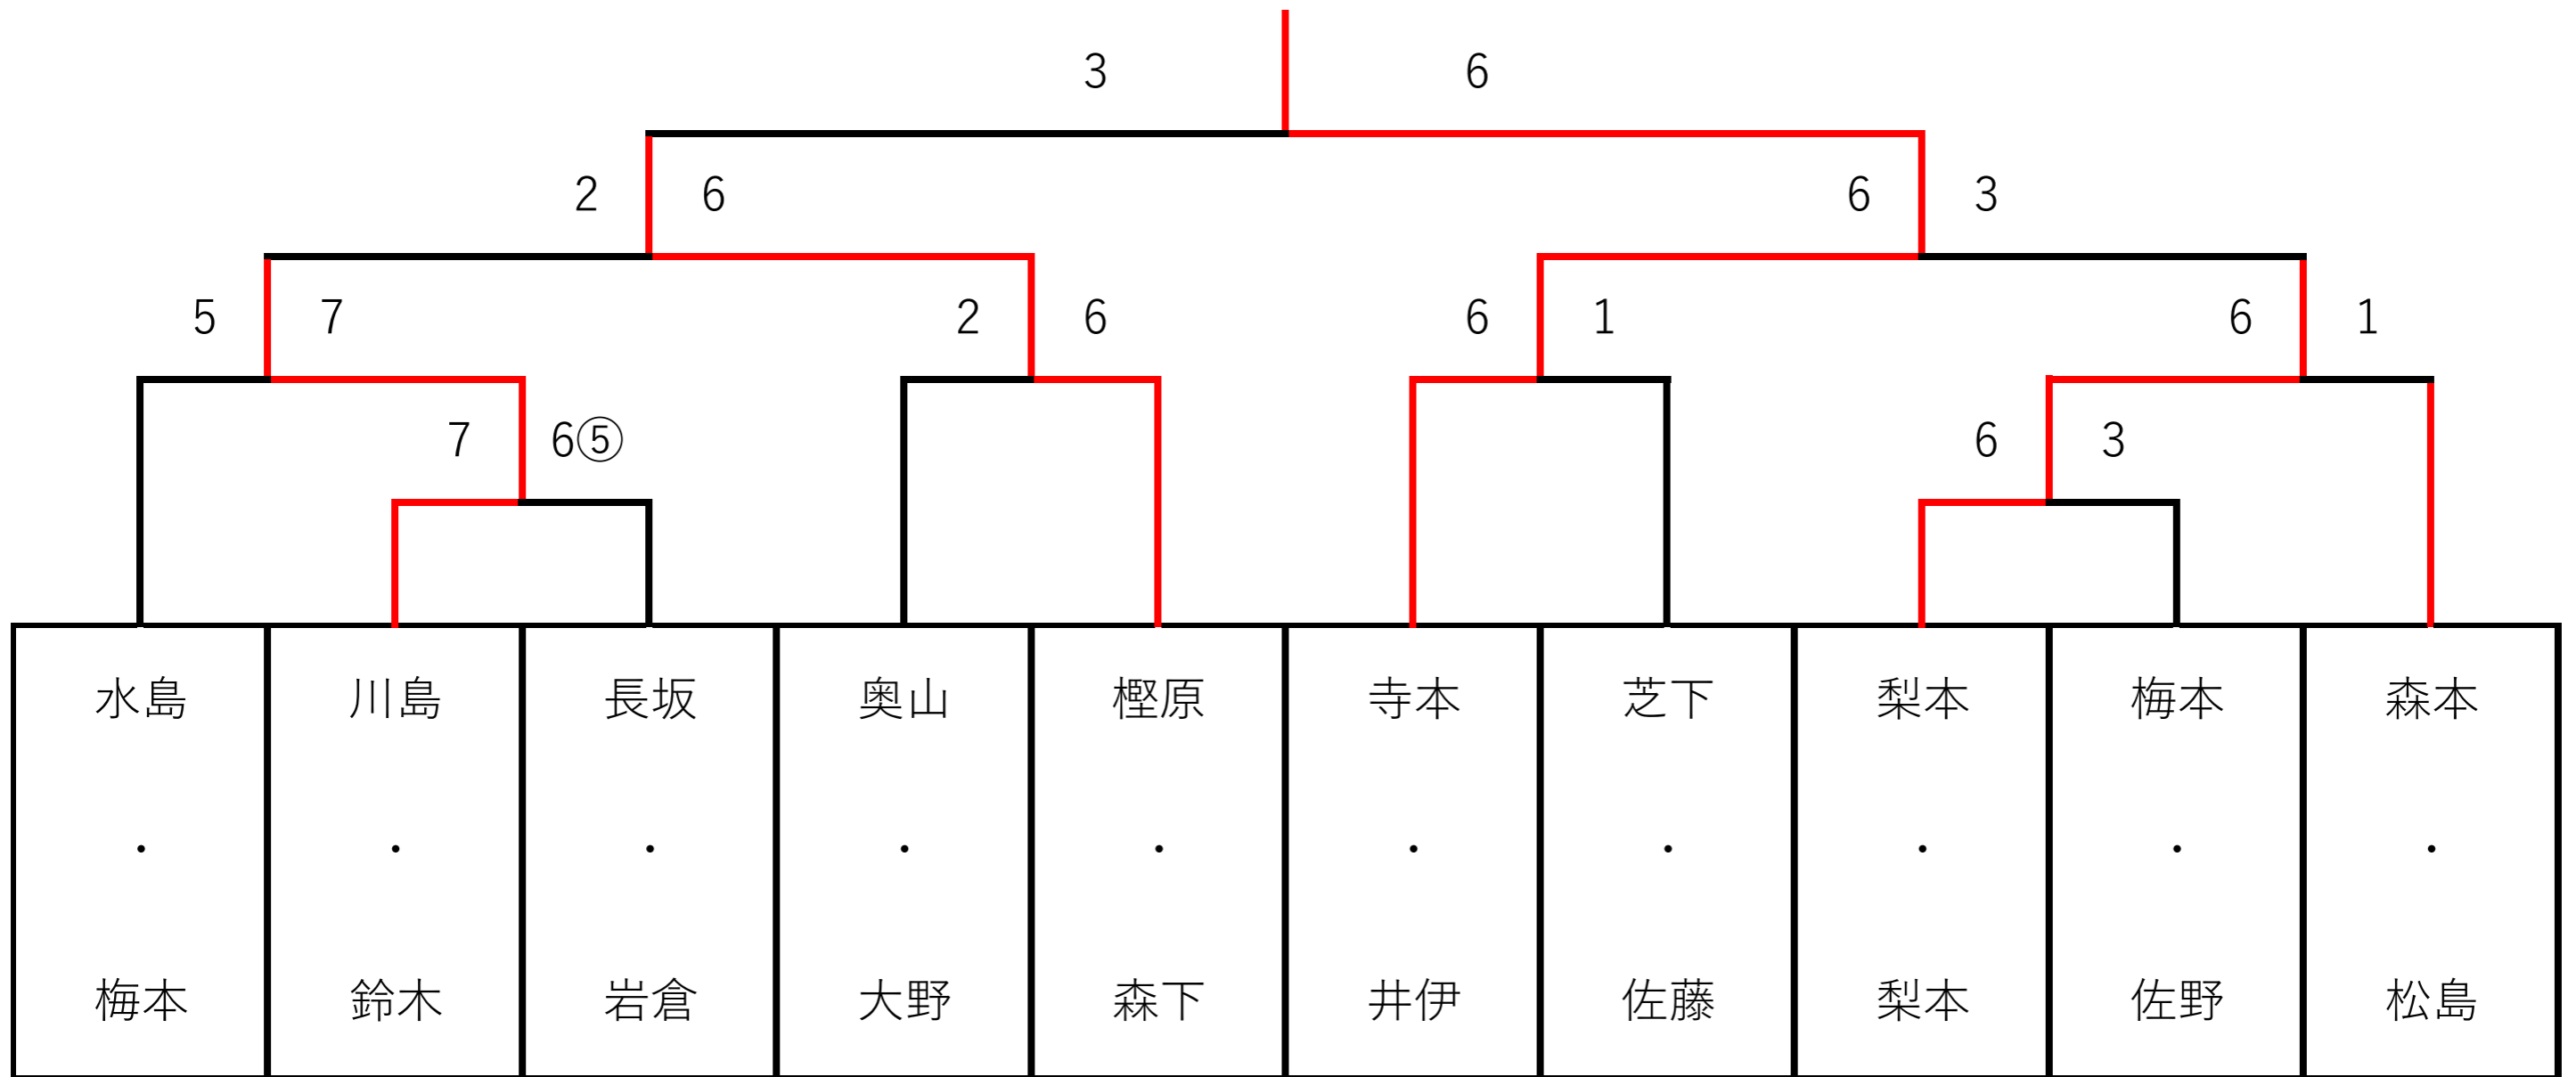 3 6
2 6 6 3
5 7 2 6 6 1 6 1
7 6⑤ 6 3
水島 川島 長坂 奥山 樫原 寺本 芝下 梨本 梅本 森本
・ ・ ・ ・ ・ ・ ・ ・ ・ ・
梅本 鈴木 岩倉 大野 森下 井伊 佐藤 梨本 佐野 松島